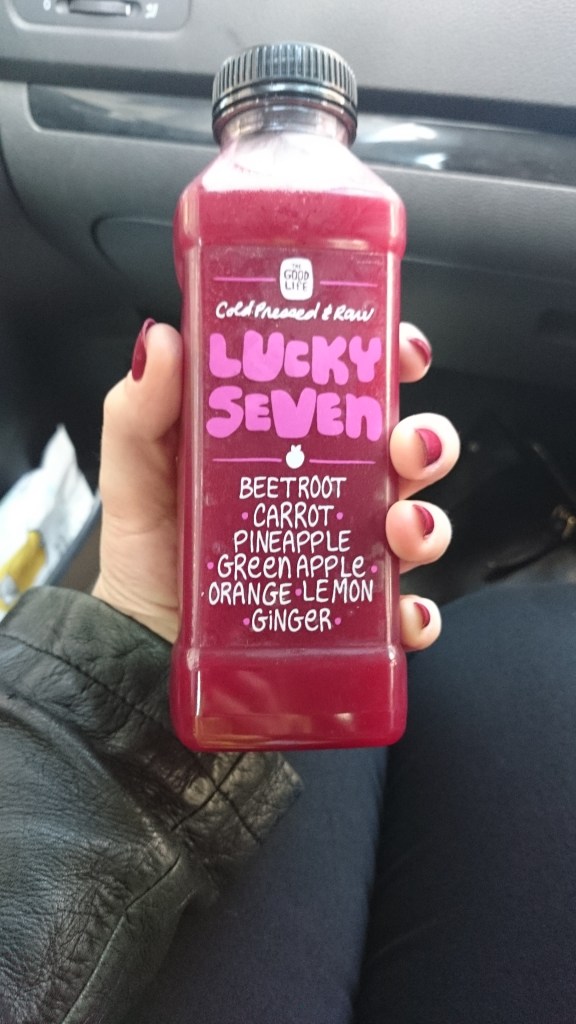 THE
GOOD
LIFE
Cold Pressed & Raw
LUCKY
SEVEN
BEETROOT
• CARROT •
PINEAPPLE
• GREEN APPLE •
ORANGE • LEMON
• GINGER •